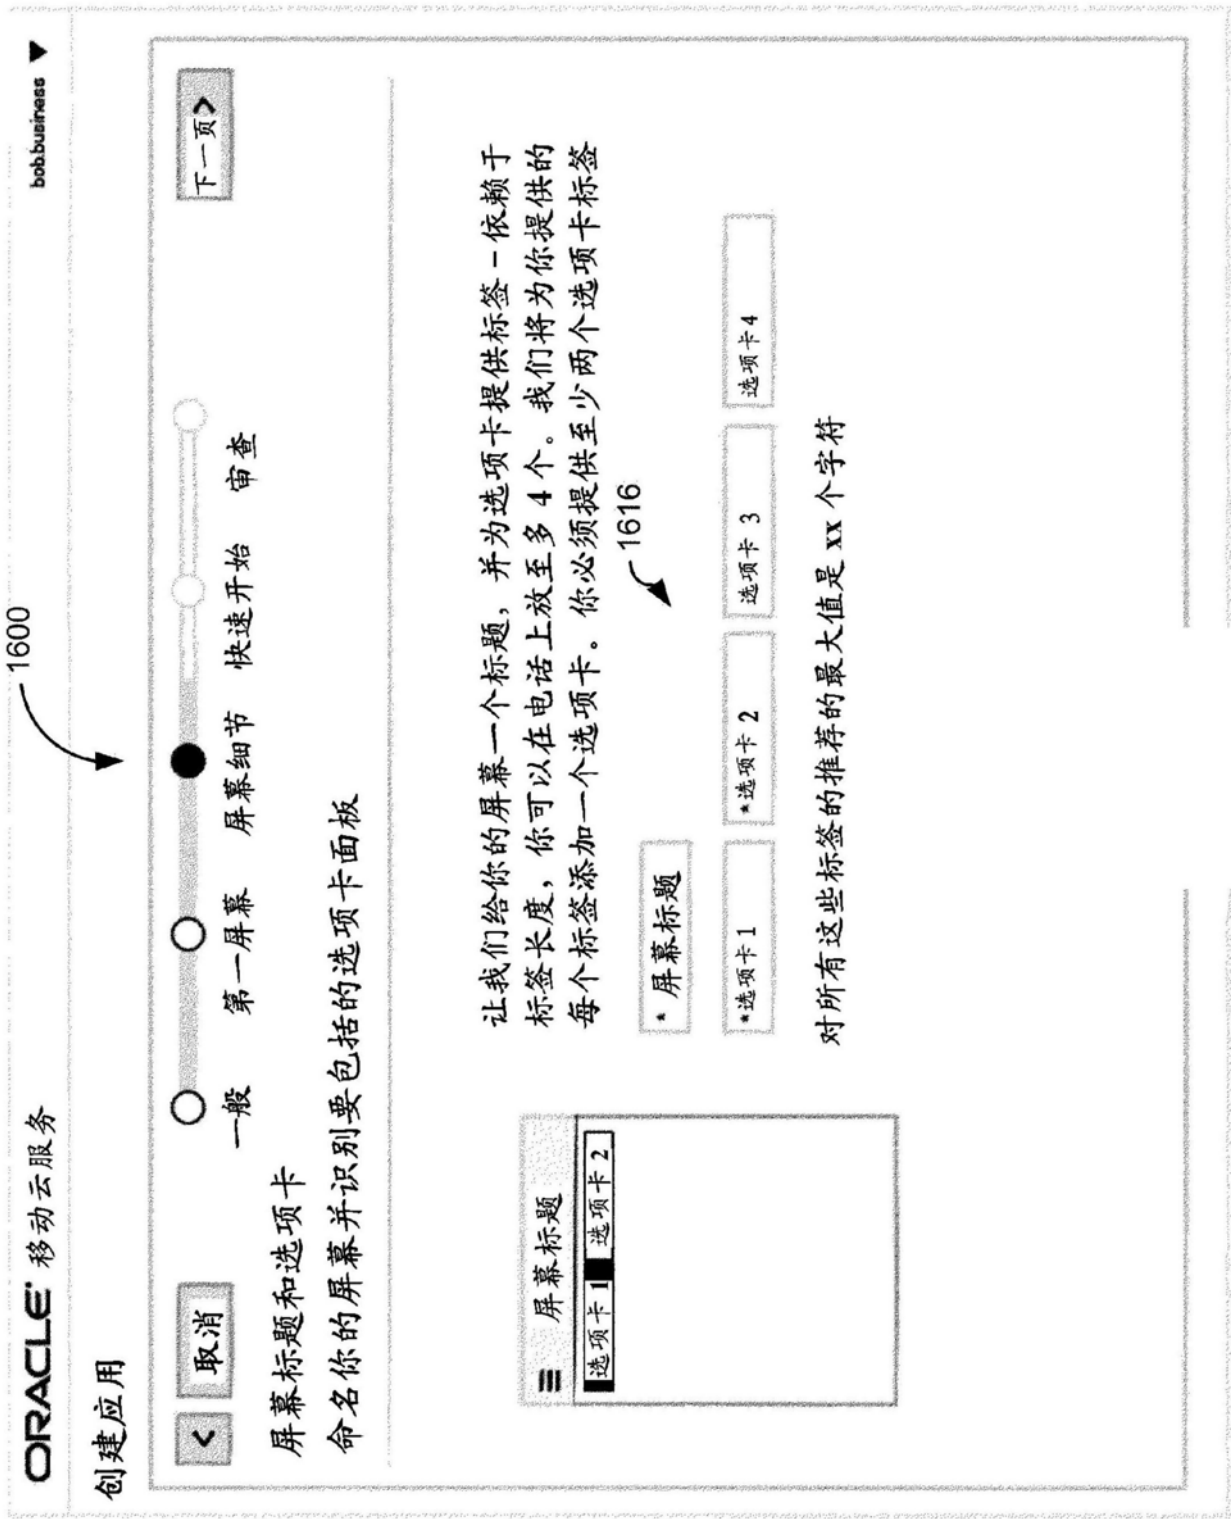 1600
ORACLE 移动云服务
bob.business
创建应用
取消
下一页
一般
第一屏幕
屏幕细节
快速开始
审查
屏幕标题和选项卡
命名你的屏幕并识别要包括的选项卡面板
让我们给你的屏幕一个标题，并为选项卡提供标签－依赖于
标签长度，你可以在电话上放至多 4 个。我们将为你提供的
每个标签添加一个选项卡。你必须提供至少两个选项卡标签
1616
屏幕标题
选项卡 1
选项卡 2
* 屏幕标题
*选项卡 1
*选项卡 2
选项卡 3
选项卡 4
对所有这些标签的推荐的最大值是 xx 个字符